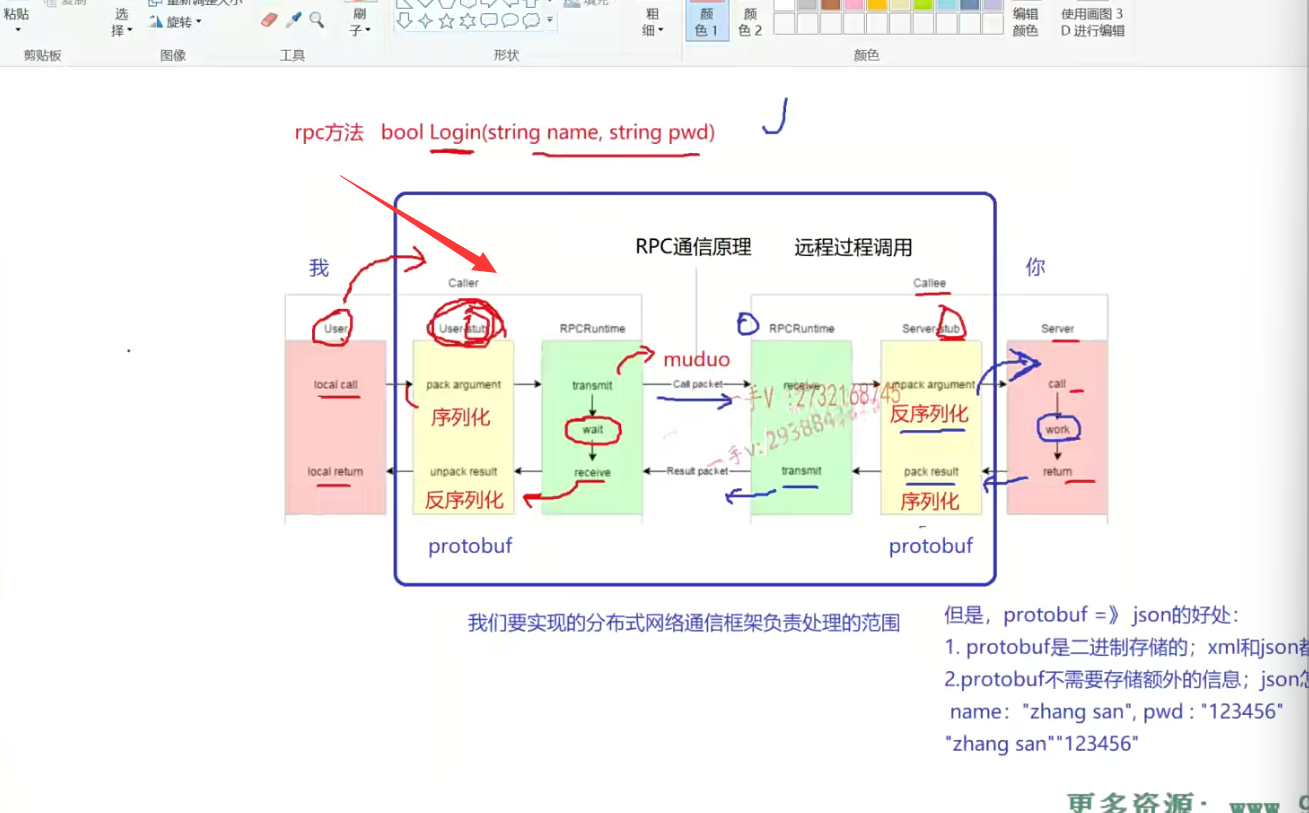 粘贴
选择
重新调整大小
旋转
刷子
填充
粗细
颜色 1
颜色 2
编辑颜色
使用画图 3D 进行编辑
剪贴板
图像
工具
形状
颜色
rpc方法 bool Login(string name, string pwd)
RPC通信原理 远程过程调用
我
你
Caller
Callee
User
User-stub
RPCRuntime
RPCRuntime
Server-stub
Server
muduo
local call
pack argument
transmit
Call packet
receive
unpack argument
call
一手V :2732168745
序列化
反序列化
wait
work
local return
unpack result
receive
Result packet
transmit
pack result
return
反序列化
序列化
protobuf
protobuf
我们要实现的分布式网络通信框架负责处理的范围
但是，protobuf =》 json的好处：
1. protobuf是二进制存储的；xml和json
2.protobuf不需要存储额外的信息；json
name："zhang san", pwd : "123456"
"zhang san""123456"
更多资源: www.